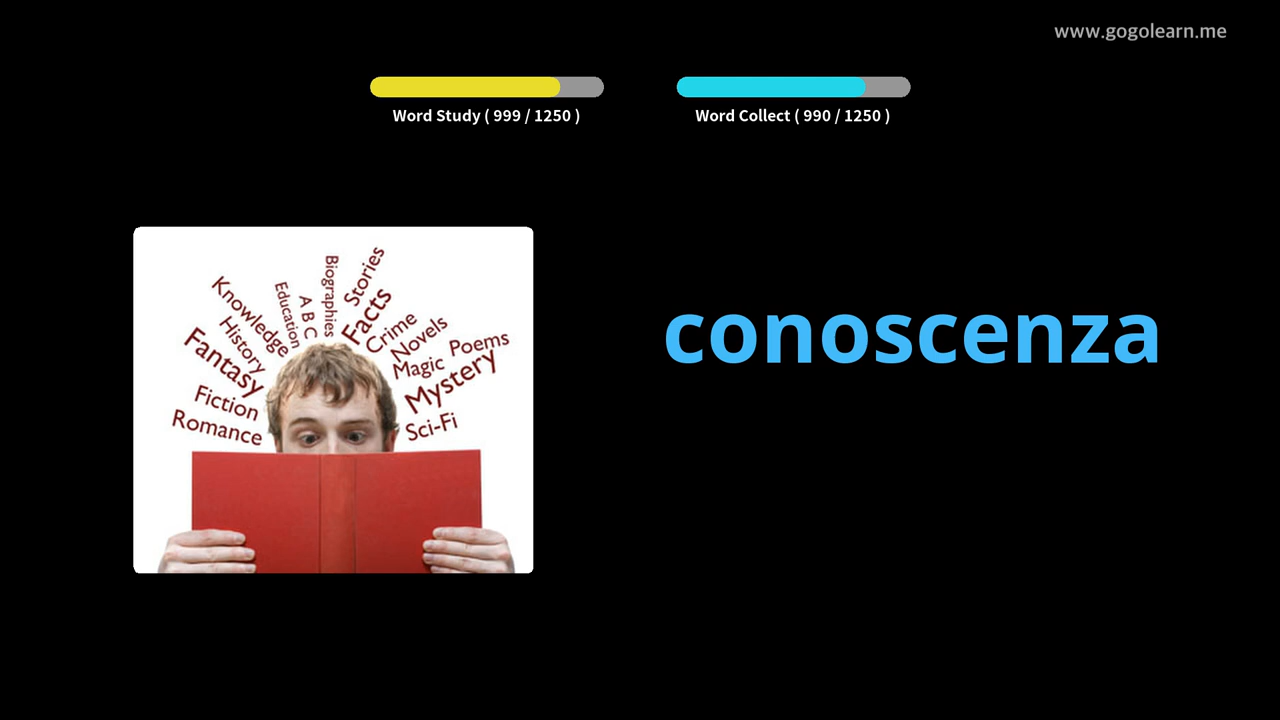 www.gogolearn.me
Word Study ( 999 / 1250 )
Word Collect ( 990 / 1250 )
Romance
Fiction
Fantasy
History
Knowledge
Education
A B C
Biographies
Stories
Facts
Crime
Novels
Magic
Poems
Mystery
Sci-Fi
conoscenza